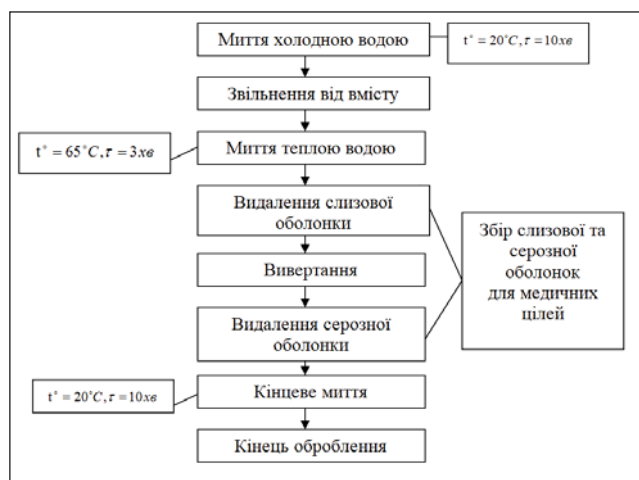 Миття холодною водою
t° = 20°C, τ = 10хв
Звільнення від вмісту
t° = 65°C, τ = 3хв
Миття теплою водою
Видалення слизової
оболонки
Збір слизової та
серозної
оболонок
для медичних
цілей
Вивертання
Видалення серозної
оболонки
t° = 20°C, τ = 10хв
Кінцеве миття
Кінець оброблення